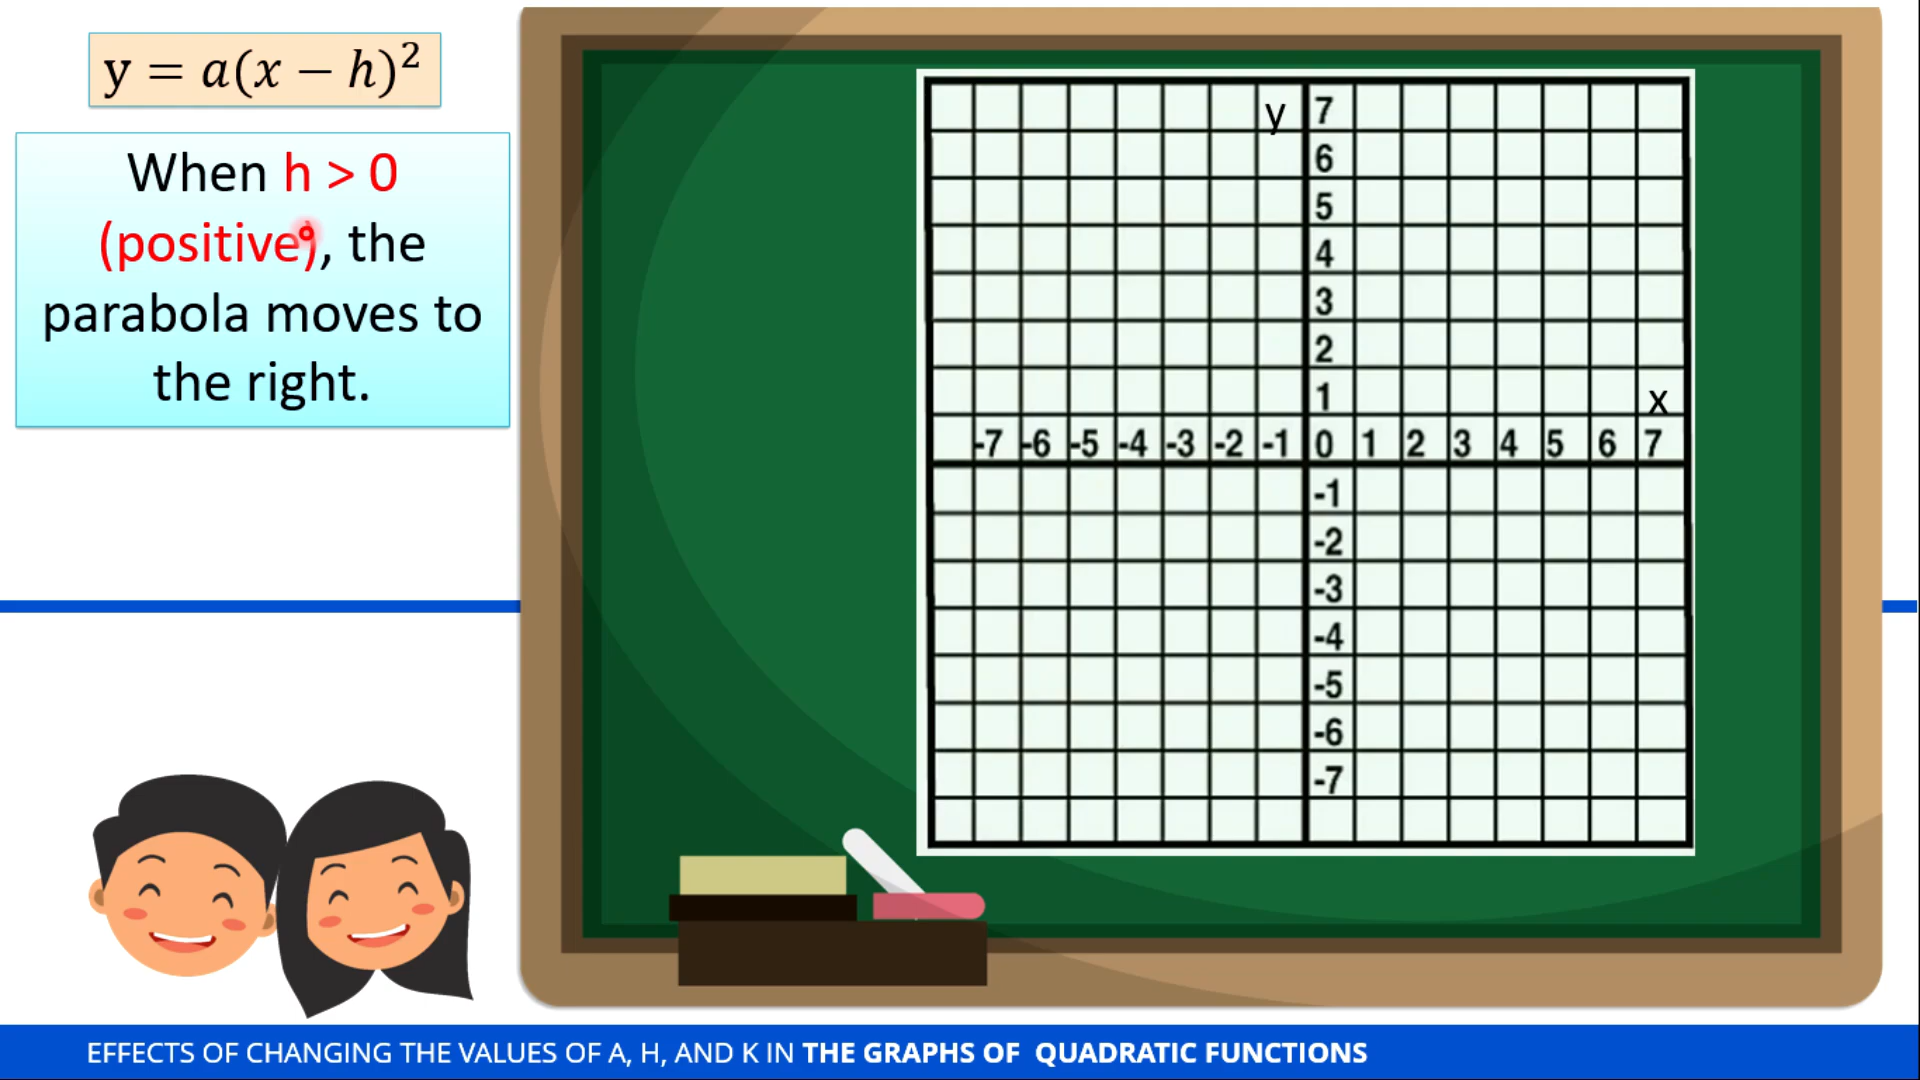 y = a(x − h)²
When h > 0
(positive), the
parabola moves to
the right.
y
7
6
5
4
3
2
1
x
-7 -6 -5 -4 -3 -2 -1 0 1 2 3 4 5 6 7
-1
-2
-3
-4
-5
-6
-7
EFFECTS OF CHANGING THE VALUES OF A, H, AND K IN THE GRAPHS OF QUADRATIC FUNCTIONS